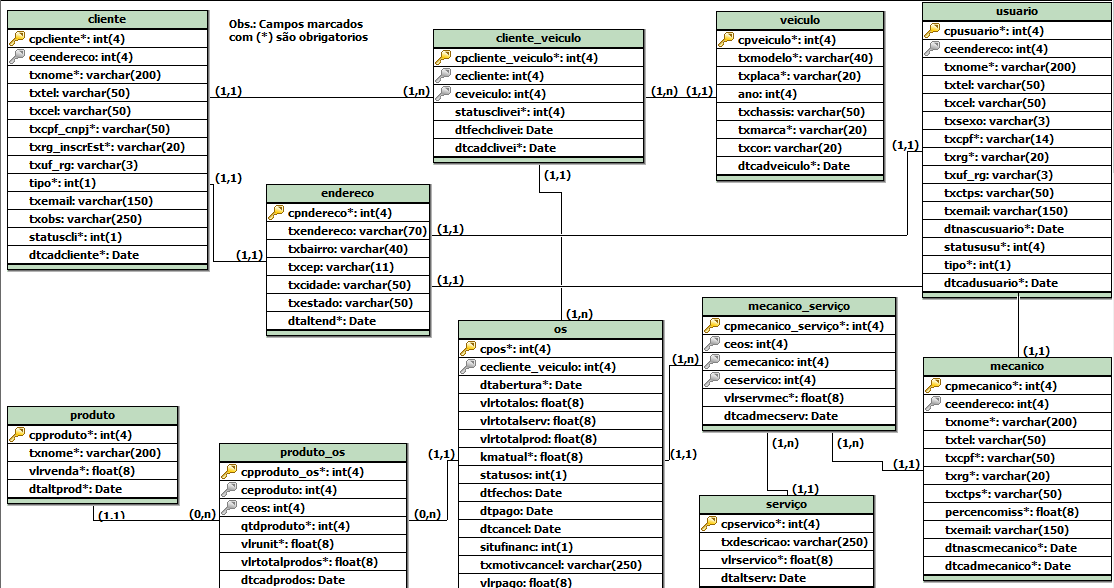 cliente
cpcliente*: int(4)
ceendereco: int(4)
txnome*: varchar(200)
txtel: varchar(50)
txcel: varchar(50)
txcpf_cnpj*: varchar(50)
txrg_inscrEst*: varchar(20)
txuf_rg: varchar(3)
tipo*: int(1)
txemail: varchar(150)
txobs: varchar(250)
statuscli*: int(1)
dtcadcliente*: Date
Obs.: Campos marcados
com (*) são obrigatorios
(1,1)
(1,n)
cliente_veiculo
cpcliente_veiculo*: int(4)
cecliente: int(4)
ceveiculo: int(4)
statusclivei*: int(4)
dtfechclivei: Date
dtcadclivei*: Date
(1,n)
(1,1)
veiculo
cpveiculo*: int(4)
txmodelo*: varchar(40)
txplaca*: varchar(20)
ano: int(4)
txchassis: varchar(50)
txmarca*: varchar(20)
txcor: varchar(20)
dtcadveiculo*: Date
usuario
cpusuario*: int(4)
ceendereco: int(4)
txnome*: varchar(200)
txtel: varchar(50)
txcel: varchar(50)
txsexo: varchar(3)
txcpf*: varchar(14)
txrg*: varchar(20)
txuf_rg: varchar(3)
txctps: varchar(50)
txemail: varchar(150)
dtnascusuario*: Date
statususu*: int(4)
tipo*: int(1)
dtcadusuario*: Date
(1,1)
(1,1)
(1,1)
endereco
cpndereco*: int(4)
txendereco: varchar(70)
txbairro: varchar(40)
txcep: varchar(11)
txcidade: varchar(50)
txestado: varchar(50)
dtaltend*: Date
(1,1)
(1,1)
(1,1)
(1,n)
os
cpos*: int(4)
cecliente_veiculo: int(4)
dtabertura*: Date
vlrtotalos: float(8)
vlrtotalserv: float(8)
vlrtotalprod: float(8)
kmatual*: float(8)
statusos: int(1)
dtfechos: Date
dtpago: Date
dtcancel: Date
situfinanc: int(1)
txmotivcancel: varchar(250)
vlrpago: float(8)
(1,n)
(1,1)
mecanico_serviço
cpmecanico_serviço*: int(4)
ceos: int(4)
cemecanico: int(4)
ceservico: int(4)
vlrservmec*: float(8)
dtcadmecserv: Date
(1,n)
(1,n)
(1,1)
(1,1)
(1,1)
mecanico
cpmecanico*: int(4)
ceendereco: int(4)
txnome*: varchar(200)
txtel: varchar(50)
txcpf*: varchar(50)
txrg*: varchar(20)
txctps*: varchar(50)
percencomiss*: float(8)
txemail: varchar(150)
dtnascmecanico*: Date
dtcadmecanico*: Date
serviço
cpservico*: int(4)
txdescricao: varchar(250)
vlrservico*: float(8)
dtaltserv: Date
produto
cpproduto*: int(4)
txnome*: varchar(200)
vlrvenda*: float(8)
dtaltprod*: Date
(1,1)
(0,n)
produto_os
cpproduto_os*: int(4)
ceproduto: int(4)
ceos: int(4)
qtdproduto*: int(4)
vlrunit*: float(8)
vlrtotalprodos*: float(8)
dtcadprodos: Date
(1,1)
(0,n)